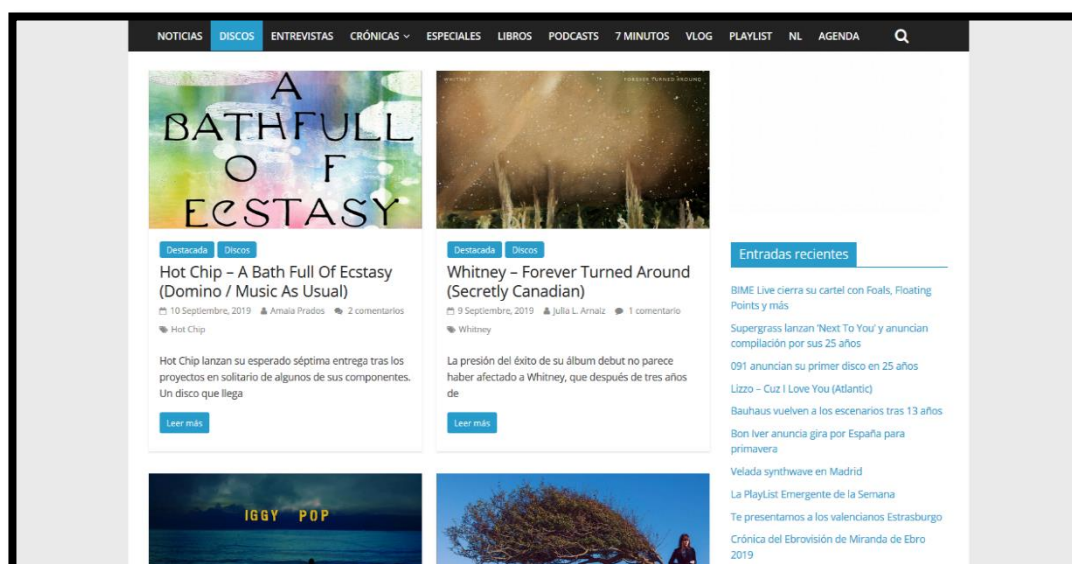 NOTICIAS DISCOS ENTREVISTAS CRÓNICAS ESPECIALES LIBROS PODCASTS 7 MINUTOS VLOG PLAYLIST NL AGENDA
A
BATHFULL
O F
ECSTASY
Destacada Discos
Hot Chip – A Bath Full Of Ecstasy
(Domino / Music As Usual)
10 Septiembre, 2019 Amaia Prados 2 comentarios
Hot Chip
Hot Chip lanzan su esperado séptima entrega tras los
proyectos en solitario de algunos de sus componentes.
Un disco que llega
Leer más
WHITNEY FOREVER TURNED AROUND
Destacada Discos
Whitney – Forever Turned Around
(Secretly Canadian)
9 Septiembre, 2019 Julia L. Arnaiz 1 comentario
Whitney
La presión del éxito de su álbum debut no parece
haber afectado a Whitney, que después de tres años
de
Leer más
IGGY POP
Entradas recientes
BIME Live cierra su cartel con Foals, Floating
Points y más
Supergrass lanzan 'Next To You' y anuncian
compilación por sus 25 años
091 anuncian su primer disco en 25 años
Lizzo – Cuz I Love You (Atlantic)
Bauhaus vuelven a los escenarios tras 13 años
Bon Iver anuncia gira por España para
primavera
Velada synthwave en Madrid
La PlayList Emergente de la Semana
Te presentamos a los valencianos Estrasburgo
Crónica del Ebrovisión de Miranda de Ebro
2019